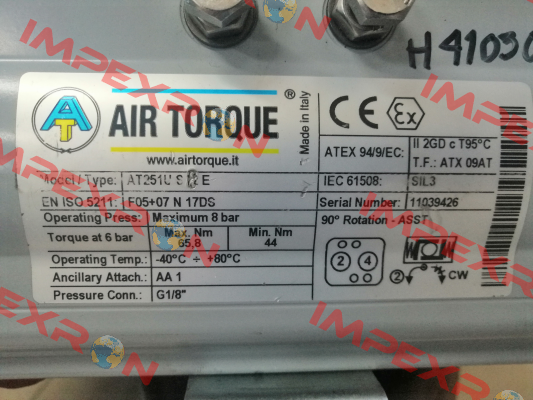 H 41030
AT
AIR TORQUE ®
www.airtorque.it
Made in Italy
CE Ex
ATEX 94/9/EC: II 2GD c T95°C
T.F.: ATX 09AT
Model / Type: AT251U S E
IEC 61508: SIL3
EN ISO 5211: F05+07 N 17DS
Serial Number: 11039426
Operating Press: Maximum 8 bar
90° Rotation - ASST
Torque at 6 bar Max. Nm 65,8 Min. Nm 44
Operating Temp.: -40°C ÷ +80°C
2 4
2 CW
Ancillary Attach.: AA 1
Pressure Conn.: G1/8"
IMPEXRON
IMPEXRON
IMPEXRON
IMPEXRON